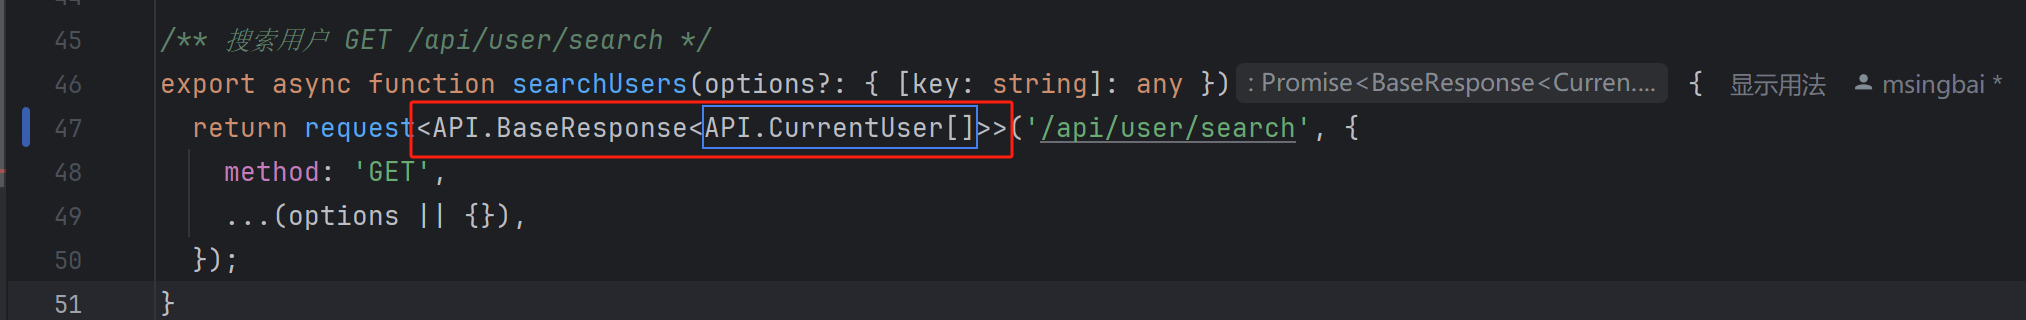 45 /** 搜索用户 GET /api/user/search */
46 export async function searchUsers(options?: { [key: string]: any }) : Promise<BaseResponse<Curren.... { 显示用法 msingbai *
47 return request<API.BaseResponse<API.CurrentUser[]>>('/api/user/search', {
48 method: 'GET',
49 ...(options || {}),
50 });
51 }